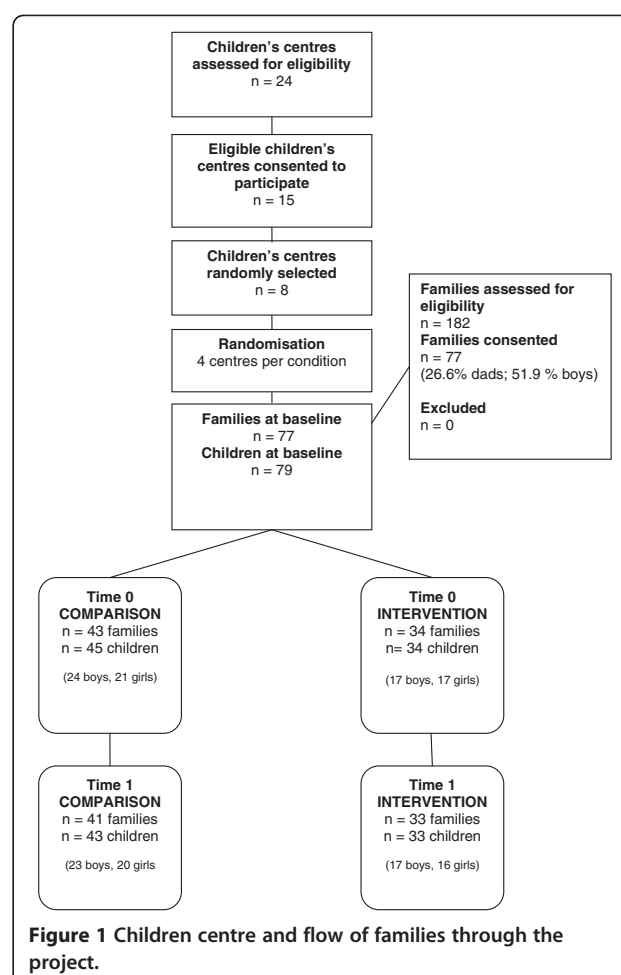 Children's centres
assessed for eligibility
n = 24
Eligible children's
centres consented to
participate
n = 15
Children's centres
randomly selected
n = 8
Families assessed for
eligibility
n = 182
Families consented
n = 77
(26.6% dads; 51.9 % boys)
Excluded
n = 0
Randomisation
4 centres per condition
Families at baseline
n = 77
Children at baseline
n = 79
Time 0
COMPARISON
n = 43 families
n = 45 children
(24 boys, 21 girls)
Time 0
INTERVENTION
n = 34 families
n= 34 children
(17 boys, 17 girls)
Time 1
COMPARISON
n = 41 families
n = 43 children
(23 boys, 20 girls
Time 1
INTERVENTION
n = 33 families
n = 33 children
(17 boys, 16 girls)
Figure 1 Children centre and flow of families through the
project.